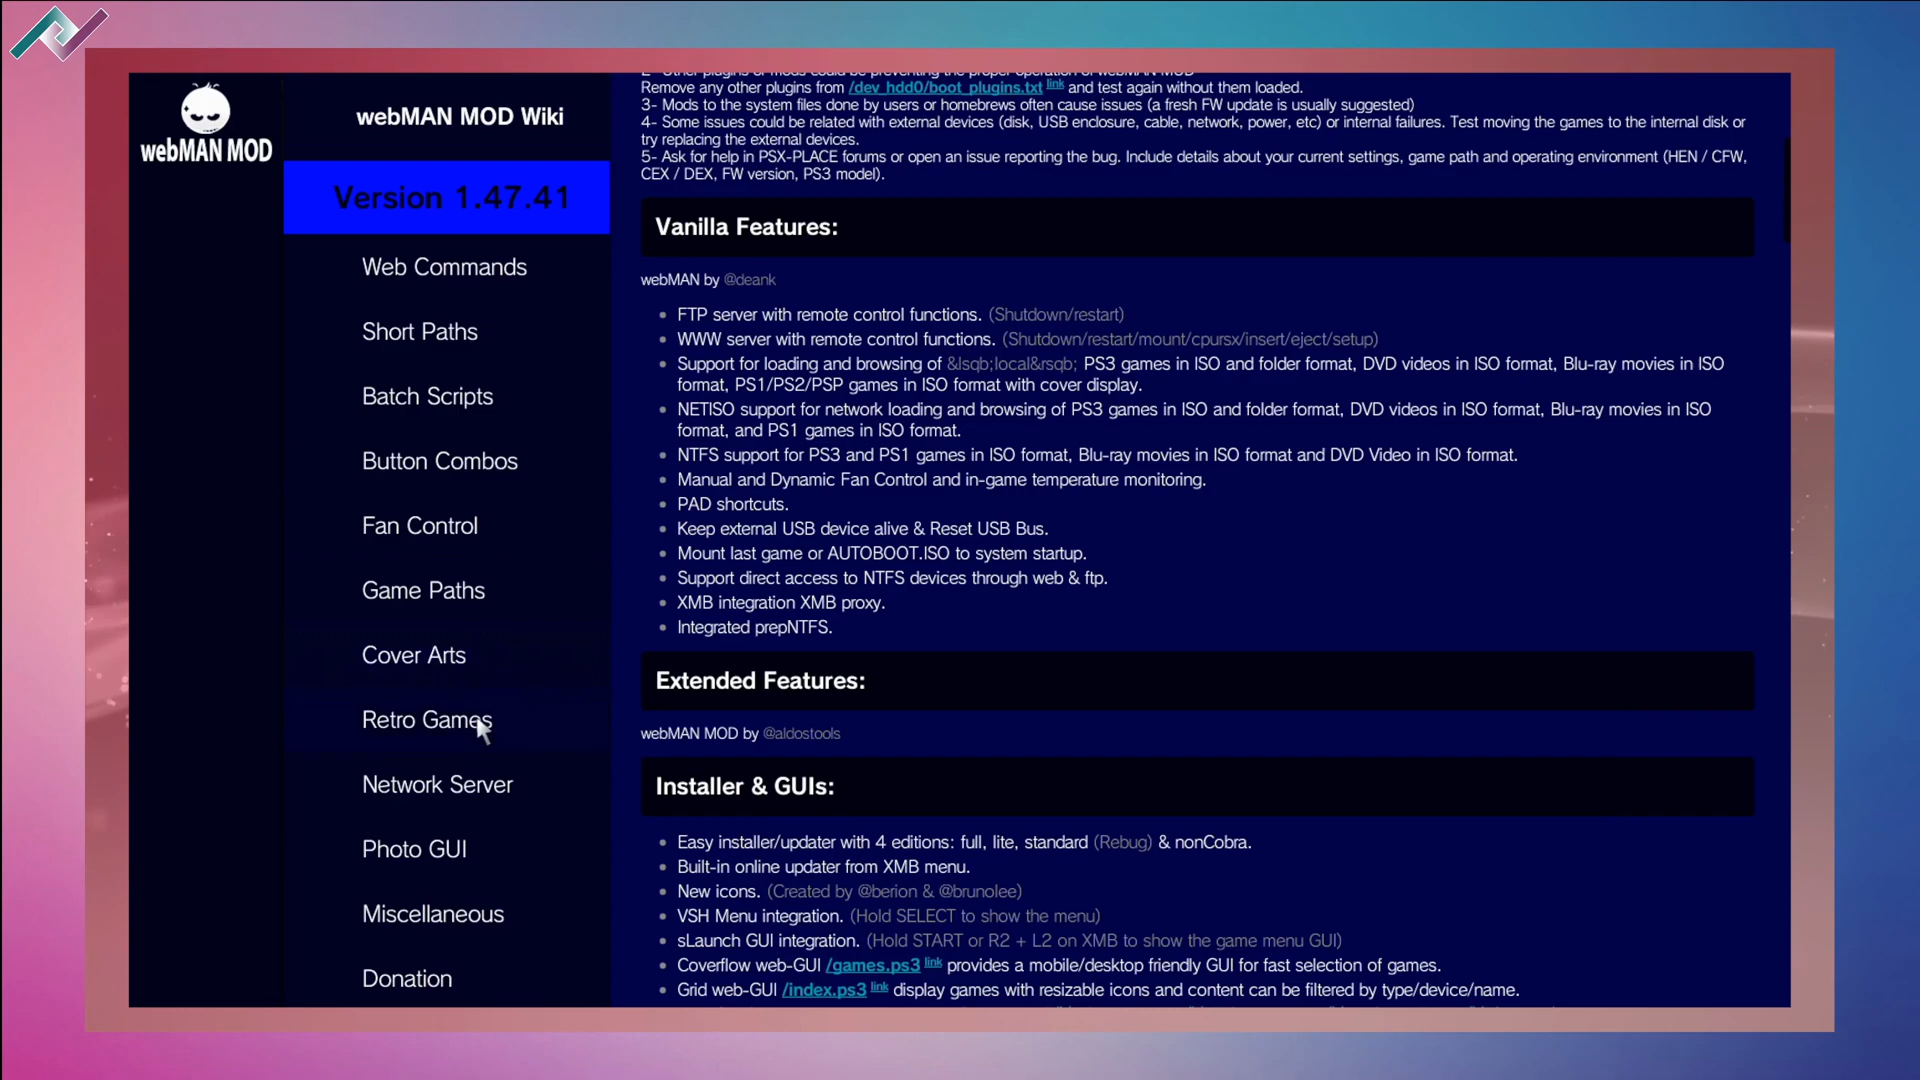 webMAN MOD
webMAN MOD Wiki
Version 1.47.41
Web Commands
Short Paths
Batch Scripts
Button Combos
Fan Control
Game Paths
Cover Arts
Retro Games
Network Server
Photo GUI
Miscellaneous
Donation
2- Other plugins or mods could be preventing the proper operation of webMAN MOD
Remove any other plugins from /dev_hdd0/boot_plugins.txt link and test again without them loaded.
3- Mods to the system files done by users or homebrews often cause issues (a fresh FW update is usually suggested)
4- Some issues could be related with external devices (disk, USB enclosure, cable, network, power, etc) or internal failures. Test moving the games to the internal disk or
try replacing the external devices.
5- Ask for help in PSX-PLACE forums or open an issue reporting the bug. Include details about your current settings, game path and operating environment (HEN / CFW,
CEX / DEX, FW version, PS3 model).
Vanilla Features:
webMAN by @deank
FTP server with remote control functions. (Shutdown/restart)
WWW server with remote control functions. (Shutdown/restart/mount/cpursx/insert/eject/setup)
Support for loading and browsing of &lsqb;local&rsqb; PS3 games in ISO and folder format, DVD videos in ISO format, Blu-ray movies in ISO
format, PS1/PS2/PSP games in ISO format with cover display.
NETISO support for network loading and browsing of PS3 games in ISO and folder format, DVD videos in ISO format, Blu-ray movies in ISO
format, and PS1 games in ISO format.
NTFS support for PS3 and PS1 games in ISO format, Blu-ray movies in ISO format and DVD Video in ISO format.
Manual and Dynamic Fan Control and in-game temperature monitoring.
PAD shortcuts.
Keep external USB device alive & Reset USB Bus.
Mount last game or AUTOBOOT.ISO to system startup.
Support direct access to NTFS devices through web & ftp.
XMB integration XMB proxy.
Integrated prepNTFS.
Extended Features:
webMAN MOD by @aldostools
Installer & GUIs:
Easy installer/updater with 4 editions: full, lite, standard (Rebug) & nonCobra.
Built-in online updater from XMB menu.
New icons. (Created by @berion & @brunolee)
VSH Menu integration. (Hold SELECT to show the menu)
sLaunch GUI integration. (Hold START or R2 + L2 on XMB to show the game menu GUI)
Coverflow web-GUI /games.ps3 link provides a mobile/desktop friendly GUI for fast selection of games.
Grid web-GUI /index.ps3 link display games with resizable icons and content can be filtered by type/device/name.